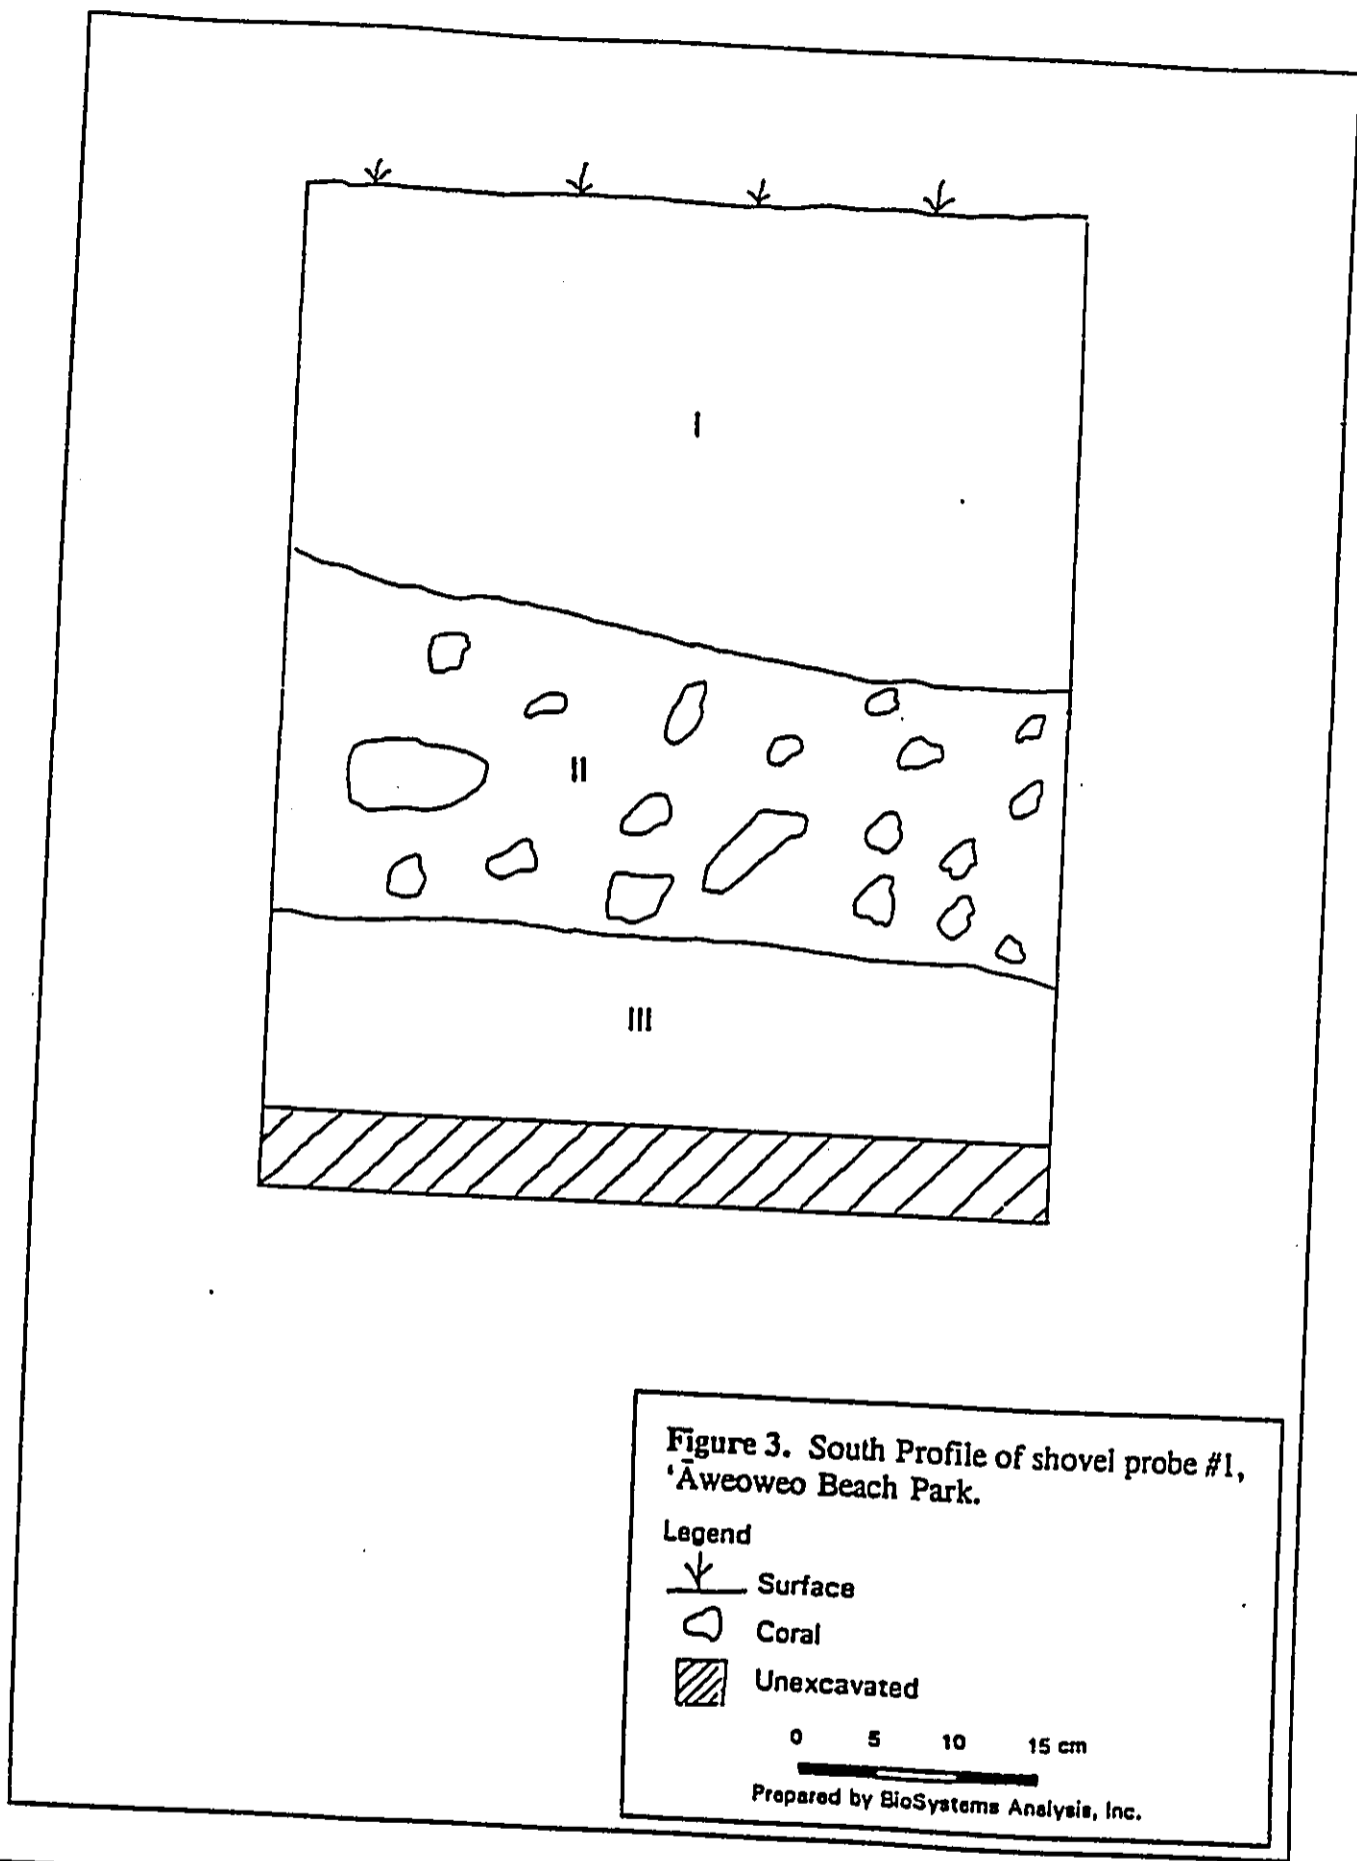 I
II
III
Figure 3. South Profile of shovel probe #1,
‘Āweoweo Beach Park.
Legend
Surface
Coral
Unexcavated
0 5 10 15 cm
Prepared by BioSystems Analysis, Inc.